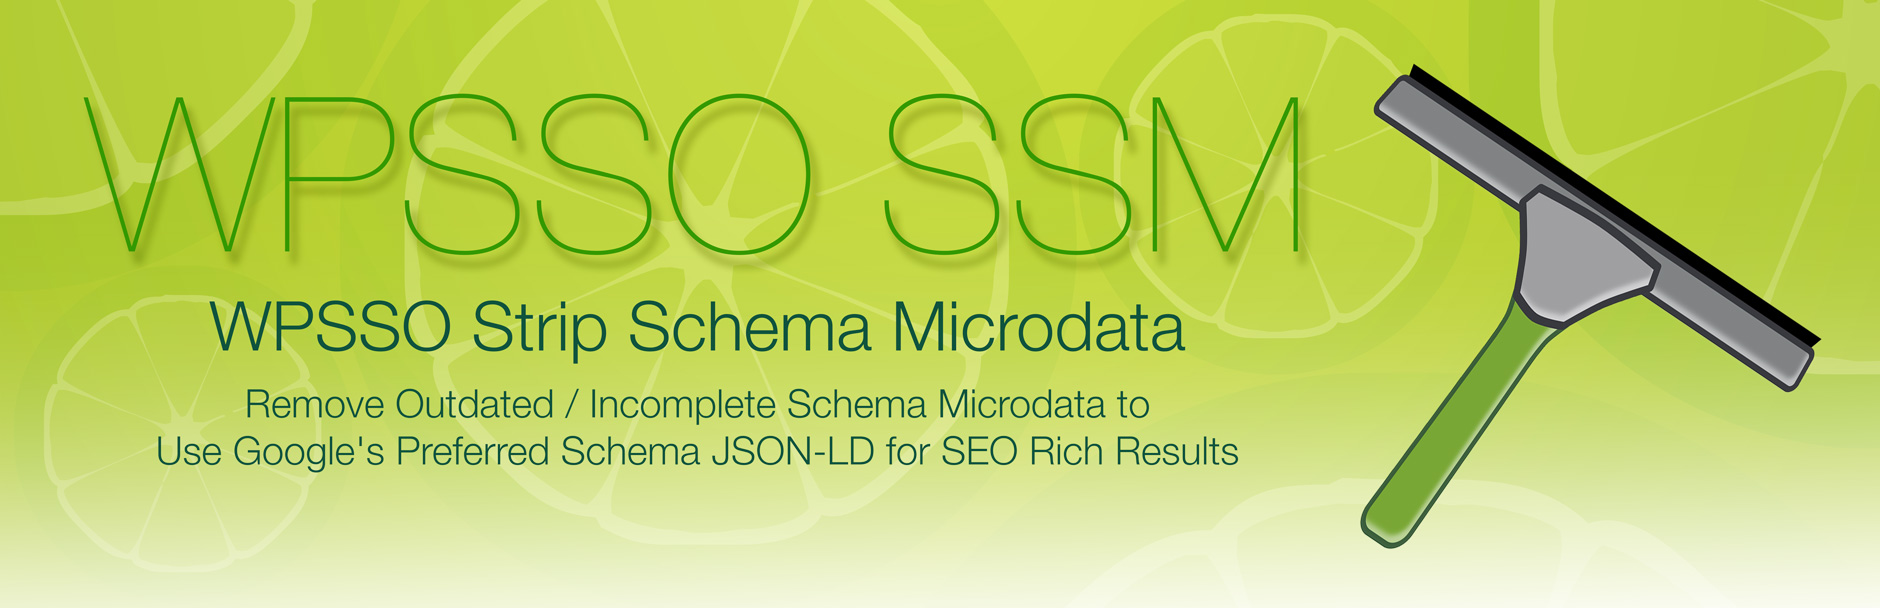 WPSSO SSM
WPSSO Strip Schema Microdata
Remove Outdated / Incomplete Schema Microdata to
Use Google's Preferred Schema JSON-LD for SEO Rich Results